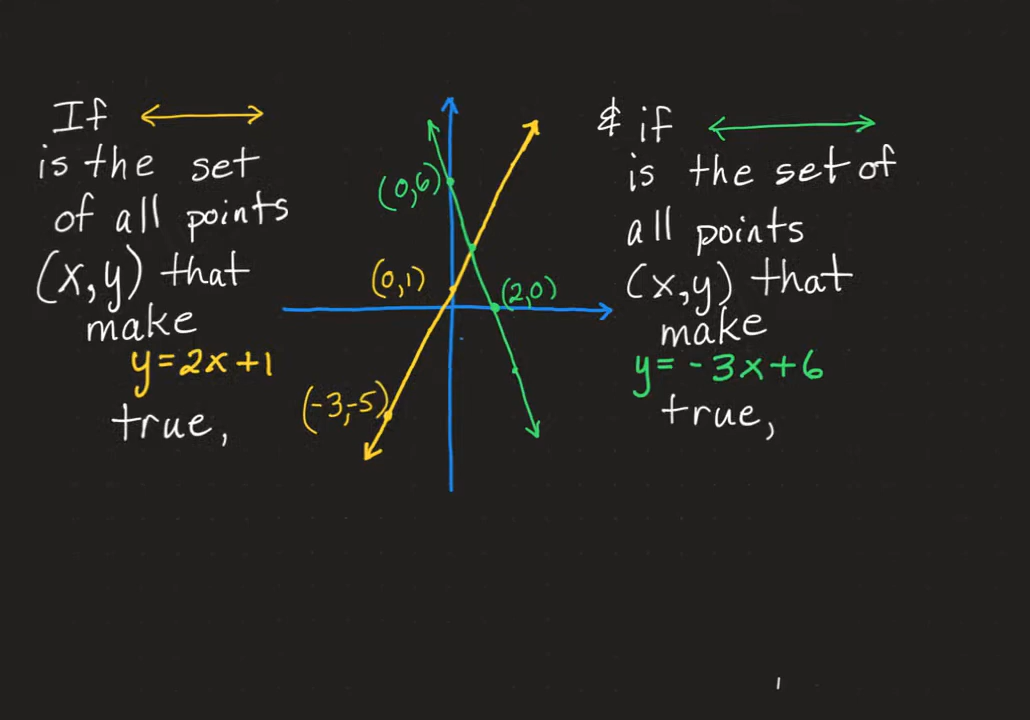 If
is the set
of all points
(x,y) that
make
y=2x+1
true,
(0,6)
(0,1)
(2,0)
(-3,-5)
& if
is the set of
all points
(x,y) that
make
y=-3x+6
true,